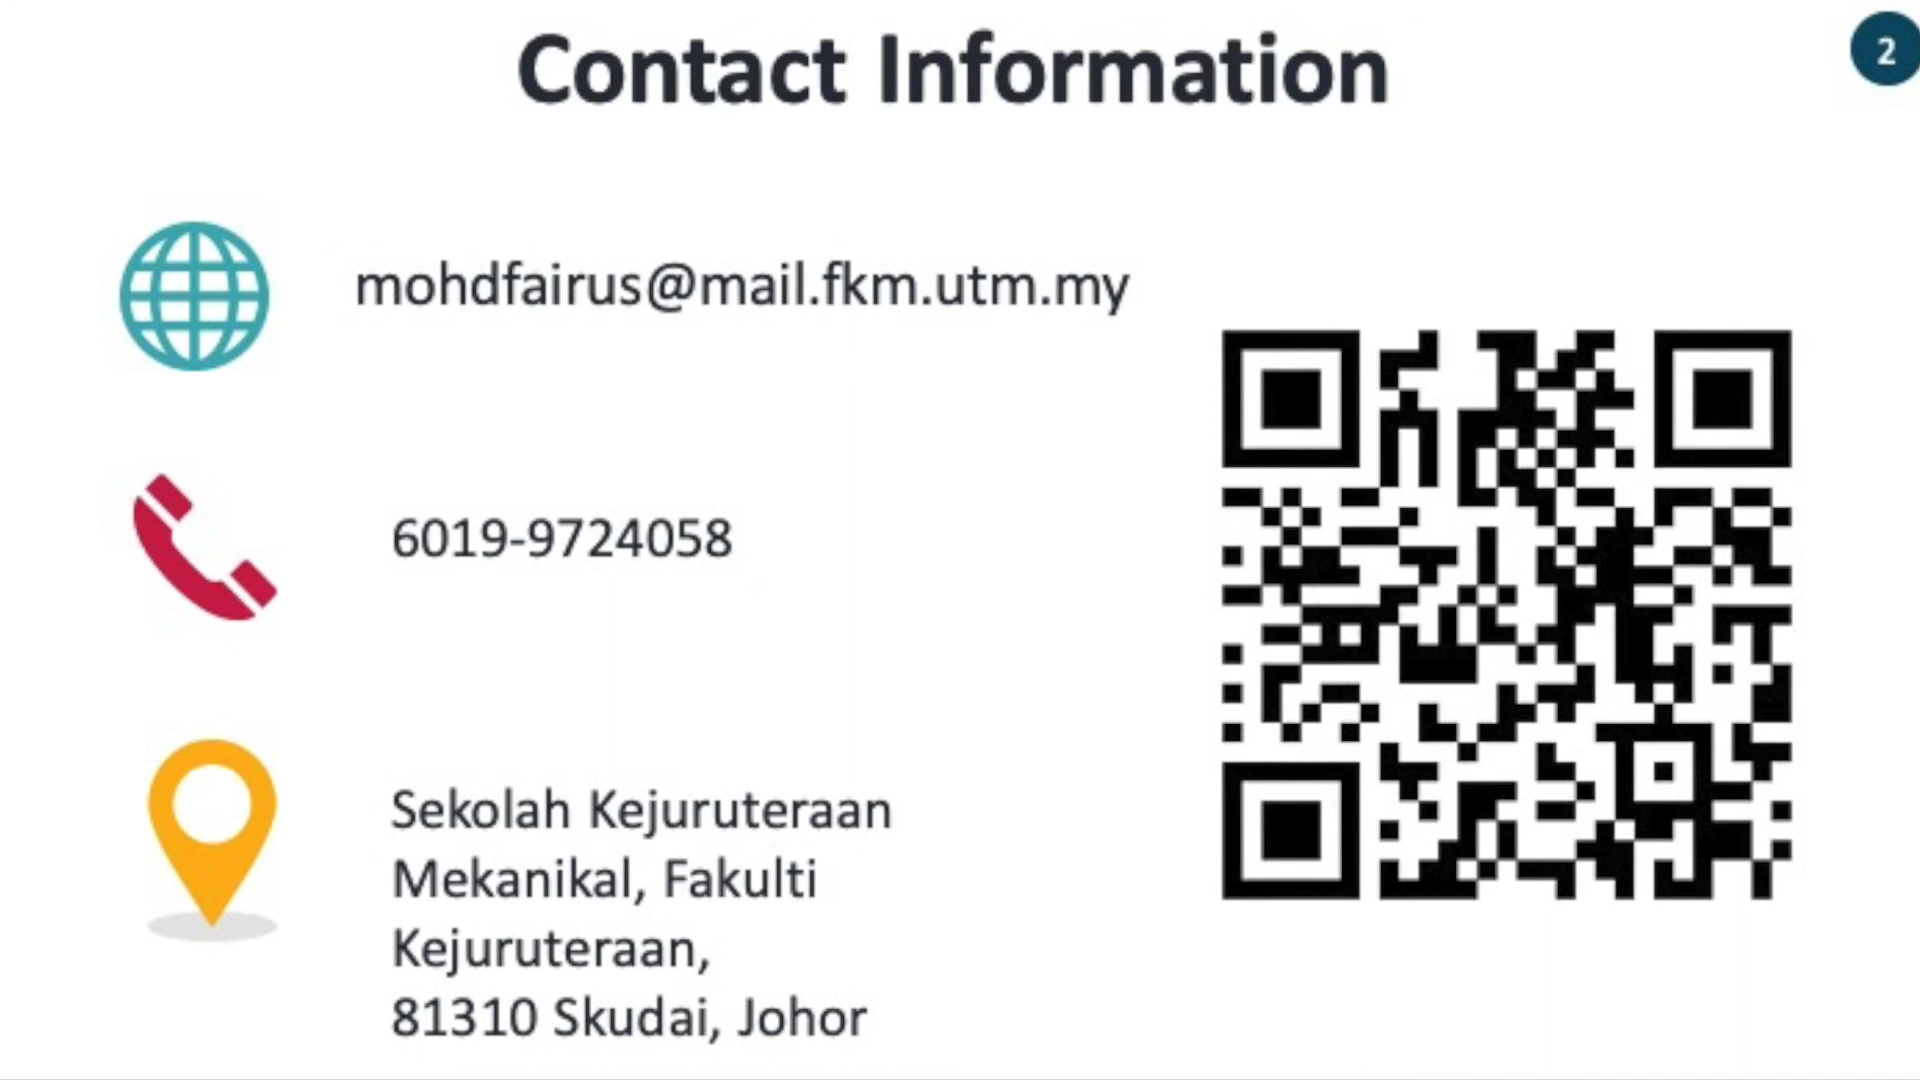 Contact Information
2
mohdfairus@mail.fkm.utm.my
6019-9724058
Sekolah Kejuruteraan
Mekanikal, Fakulti
Kejuruteraan,
81310 Skudai, Johor